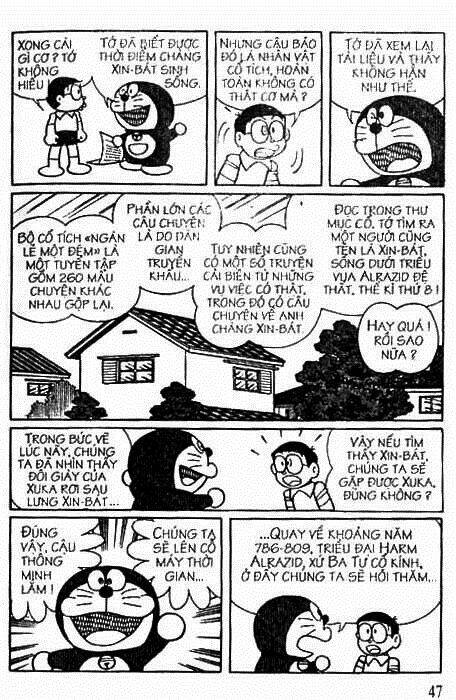 XONG CÁI
GÌ CƠ? TỚ
KHÔNG
HIỂU
TỚ ĐÃ BIẾT ĐƯỢC
THỜI ĐIỂM CHÀNG
XIN-BÁT SINH
SỐNG.
NHƯNG CẬU BẢO
ĐÓ LÀ NHÂN VẬT
CỔ TÍCH, HOÀN
TOÀN KHÔNG CÓ
THẬT CƠ MÀ?
TỚ ĐÃ XEM LẠI
TÀI LIỆU VÀ THẤY
KHÔNG HẲN
NHƯ THẾ.
BỘ CỔ TÍCH «NGÀN
LẺ MỘT ĐÊM» LÀ
MỘT TUYỂN TẬP
GỒM 260 MẨU
CHUYỆN KHÁC
NHAU GỘP LẠI.
PHẦN LỚN CÁC
CÂU CHUYỆN
LÀ DO DÂN
GIAN
TRUYỀN
KHẨU...
TUY NHIÊN CŨNG
CÓ MỘT SỐ TRUYỆN
CẢI BIÊN TỪ NHỮNG
VỤ VIỆC CÓ THẬT,
TRONG ĐÓ CÓ CÂU
CHUYỆN VỀ ANH
CHÀNG XIN-BÁT.
ĐỌC TRONG THƯ
MỤC CỔ, TỚ TÌM RA
MỘT NGƯỜI CŨNG
TÊN LÀ XIN-BÁT,
SỐNG DƯỚI TRIỀU
VUA ALRAZID ĐỆ
THẤT, THẾ KỈ THỨ 8!
HAY QUÁ!
RỒI SAO
NỮA?
TRONG BỨC VẼ
LÚC NÃY, CHÚNG
TA ĐÃ NHÌN THẤY
ĐÔI GIÀY CỦA
XUKA RƠI SAU
LƯNG XIN-BÁT...
VẬY NẾU TÌM
THẤY XIN-BÁT,
CHÚNG TA SẼ
GẶP ĐƯỢC XUKA,
ĐÚNG KHÔNG?
ĐÚNG
VẬY, CẬU
THÔNG
MINH
LẮM!
CHÚNG TA
SẼ LÊN CỖ
MÁY THỜI
GIAN...
...QUAY VỀ KHOẢNG NĂM
786-809, TRIỀU ĐẠI HARM
ALRAZID, XỨ BA TƯ CỔ KÍNH,
Ở ĐÂY CHÚNG TA SẼ HỎI THĂM...
47